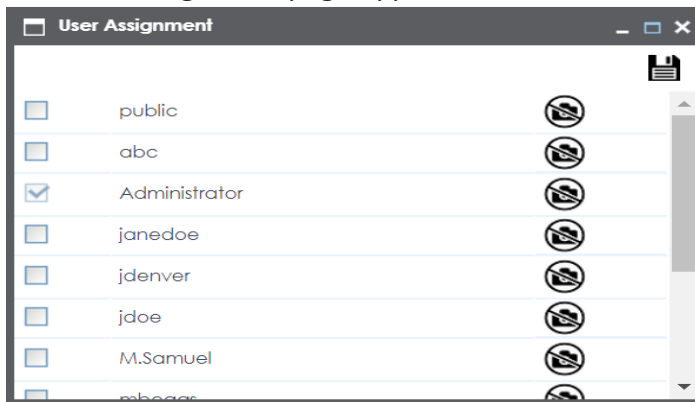 User Assignment
public
abc
Administrator
janedoe
jdenver
jdoe
M.Samuel